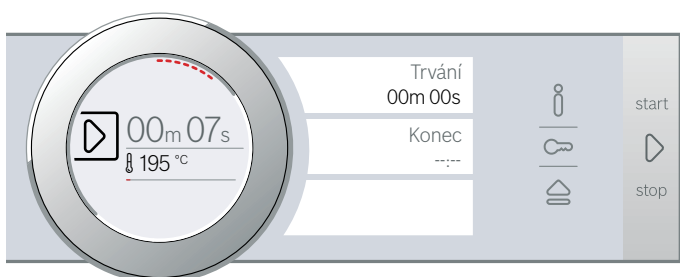 00m 07s
195 °C
Trvání
00m 00s
Konec
--:--
start
stop